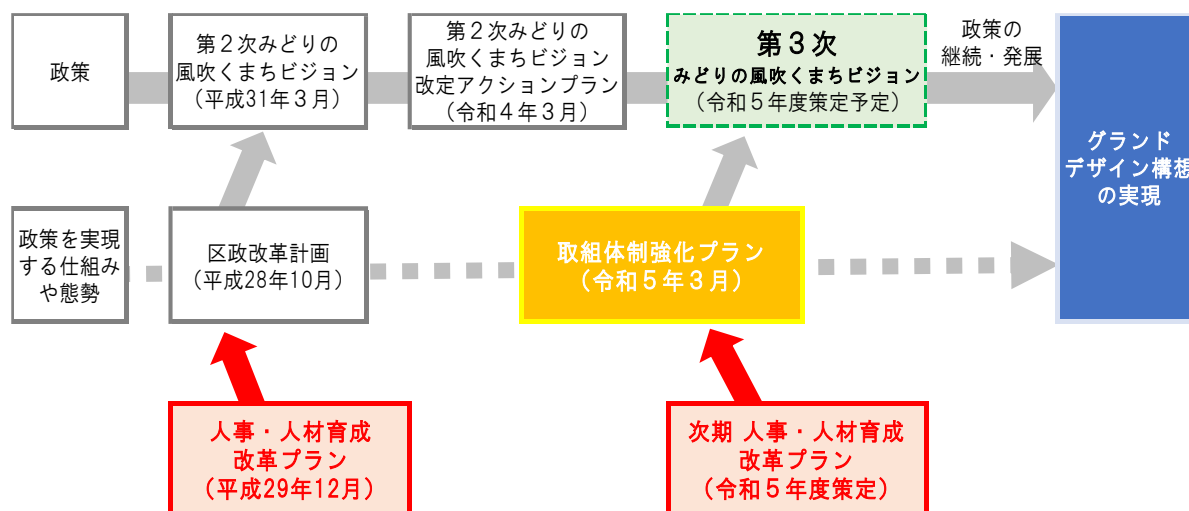 政策
第２次みどりの
風吹くまちビジョン
（平成31年３月）
第２次みどりの
風吹くまちビジョン
改定アクションプラン
（令和４年３月）
第３次
みどりの風吹くまちビジョン
（令和５年度策定予定）
政策の
継続・発展
グランド
デザイン構想
の実現
政策を実現
する仕組み
や態勢
区政改革計画
（平成28年10月）
取組体制強化プラン
（令和５年３月）
人事・人材育成
改革プラン
（平成29年12月）
次期 人事・人材育成
改革プラン
（令和５年度策定）